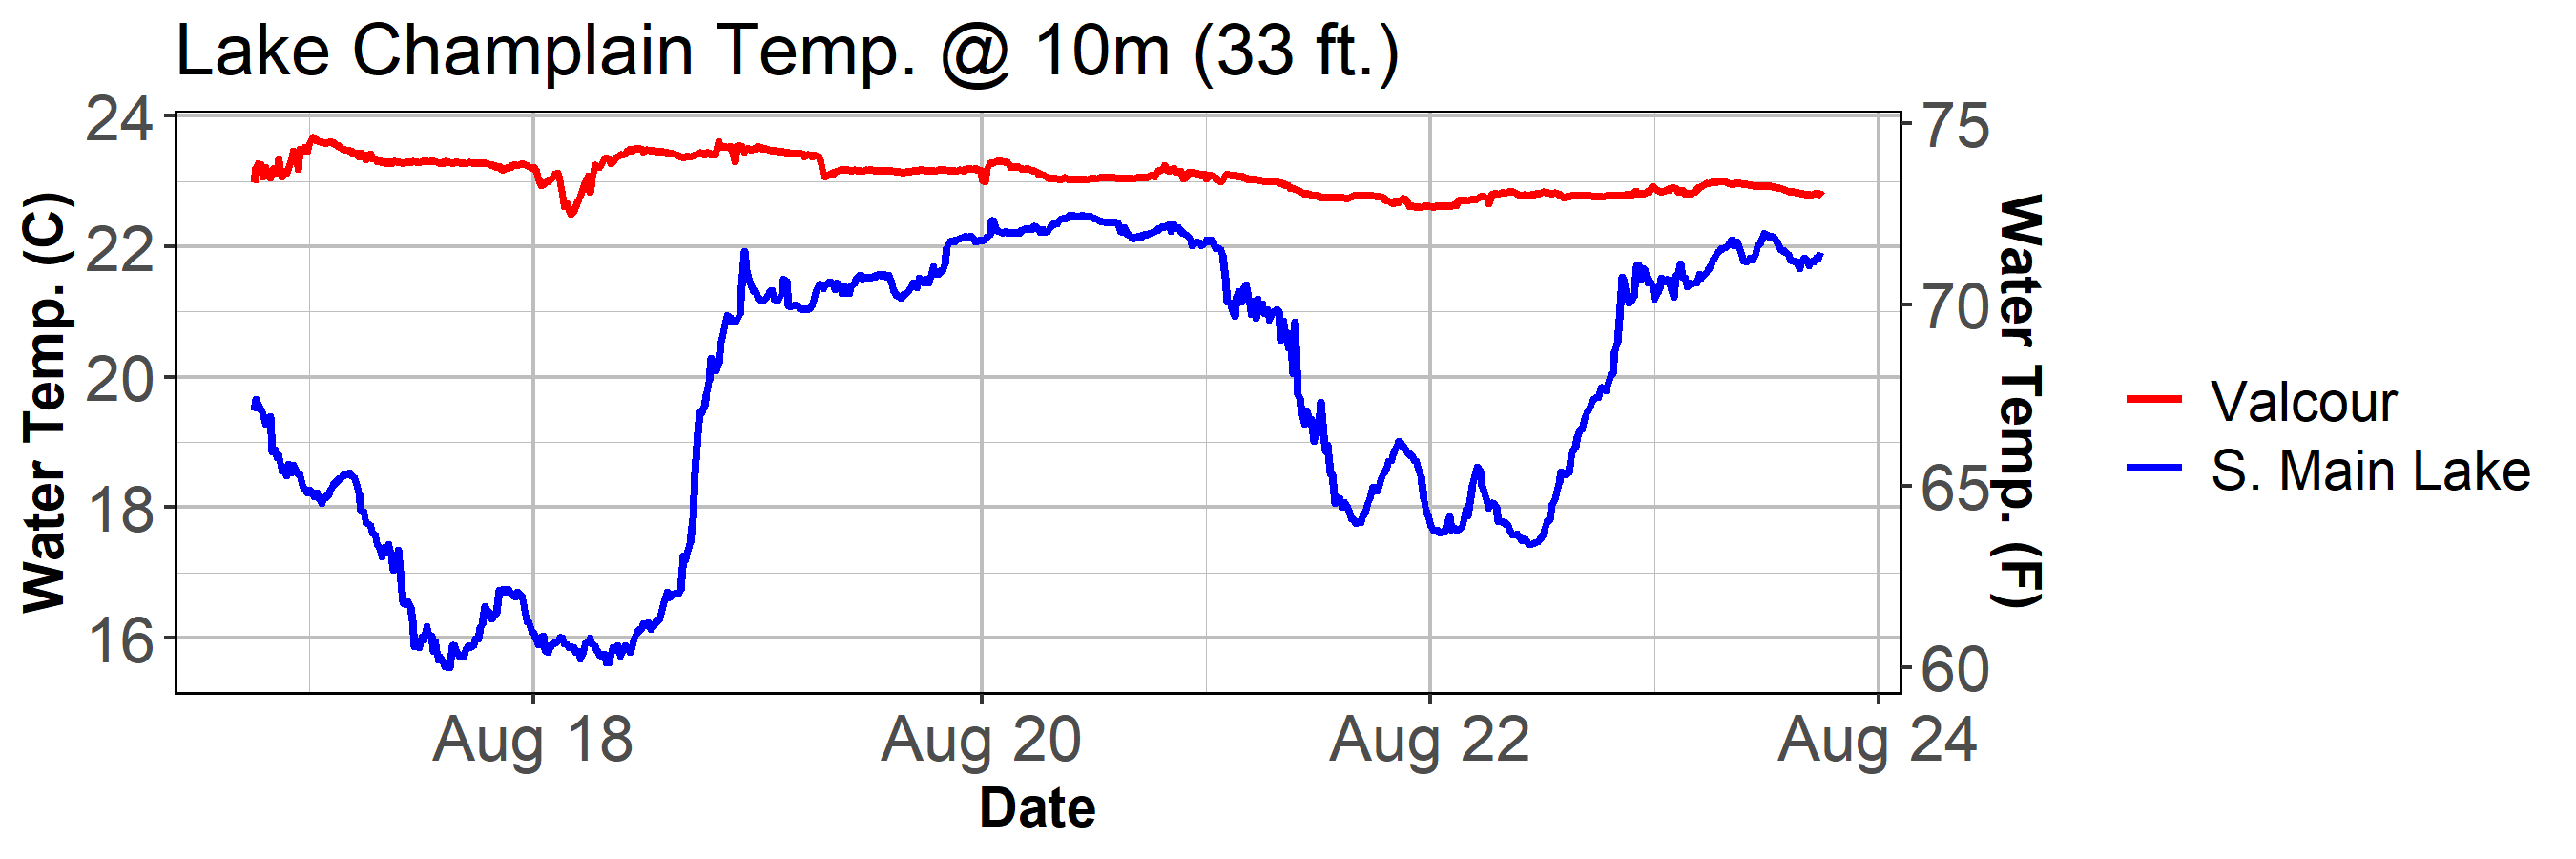 Lake Champlain Temp. @ 10m (33 ft.)
Water Temp. (C)
24
22
20
18
16
75
70
65
60
Water Temp. (F)
Aug 18
Aug 20
Aug 22
Aug 24
Date
Valcour
S. Main Lake